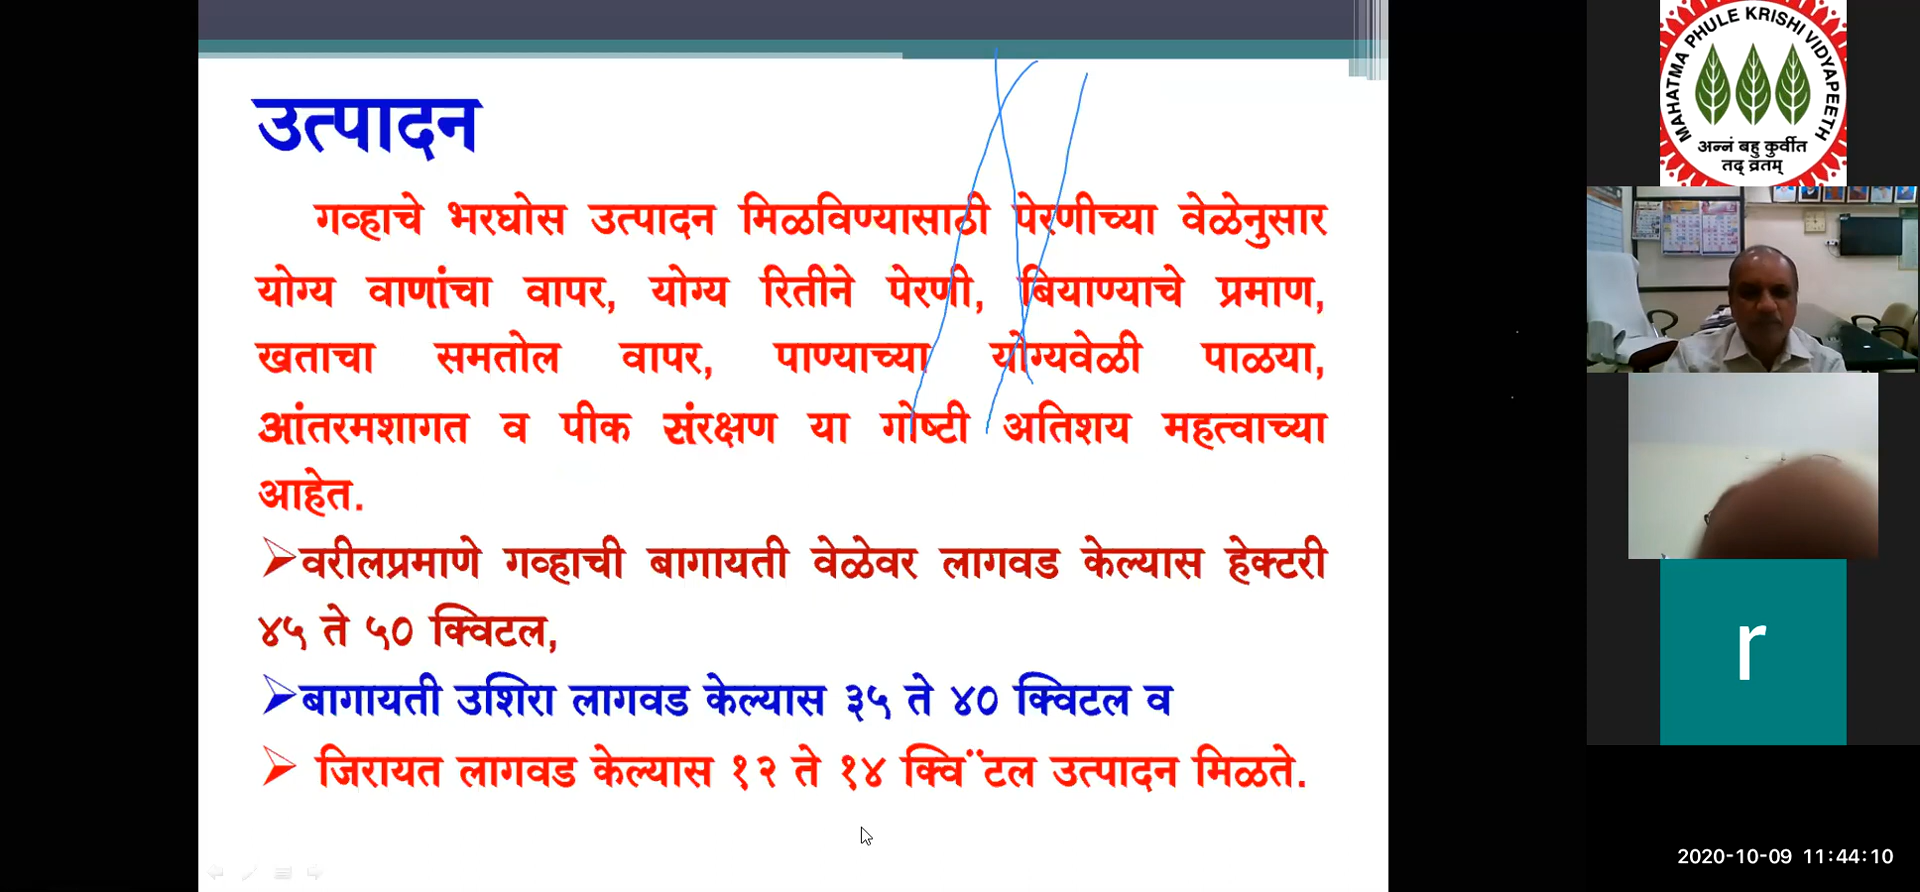 उत्पादन
गव्हाचे भरघोस उत्पादन मिळविण्यासाठी पेरणीच्या वेळेनुसार
योग्य वाणांचा वापर, योग्य रितीने पेरणी, बियाण्याचे प्रमाण,
खताचा समतोल वापर, पाण्याच्या योग्यवेळी पाळया,
आंतरमशागत व पीक संरक्षण या गोष्टी अतिशय महत्वाच्या
आहेत.
➢वरीलप्रमाणे गव्हाची बागायती वेळेवर लागवड केल्यास हेक्टरी
४५ ते ५० क्विटल,
➢बागायती उशिरा लागवड केल्यास ३५ ते ४० क्विटल व
➢ जिरायत लागवड केल्यास १२ ते १४ क्वि¨टल उत्पादन मिळते.
MAHATMA PHULE KRISHI VIDYAPEETH
अन्नं बहु कुर्वीत
तद् व्रतम्
r
2020-10-09 11:44:10